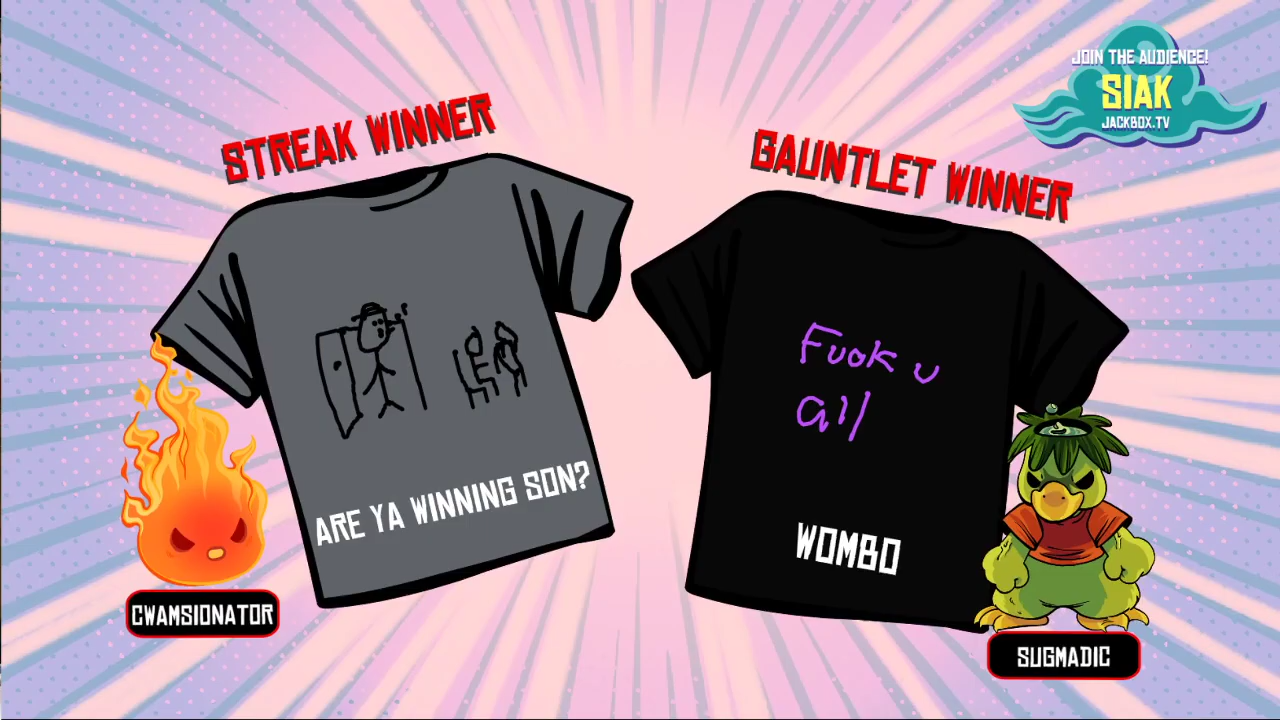 JOIN THE AUDIENCE!
SIAK
JACKBOX.TV
STREAK WINNER
GAUNTLET WINNER
Fuck u
all
ARE YA WINNING SON?
WOMBO
CWAMSIONATOR
SUGMADIC